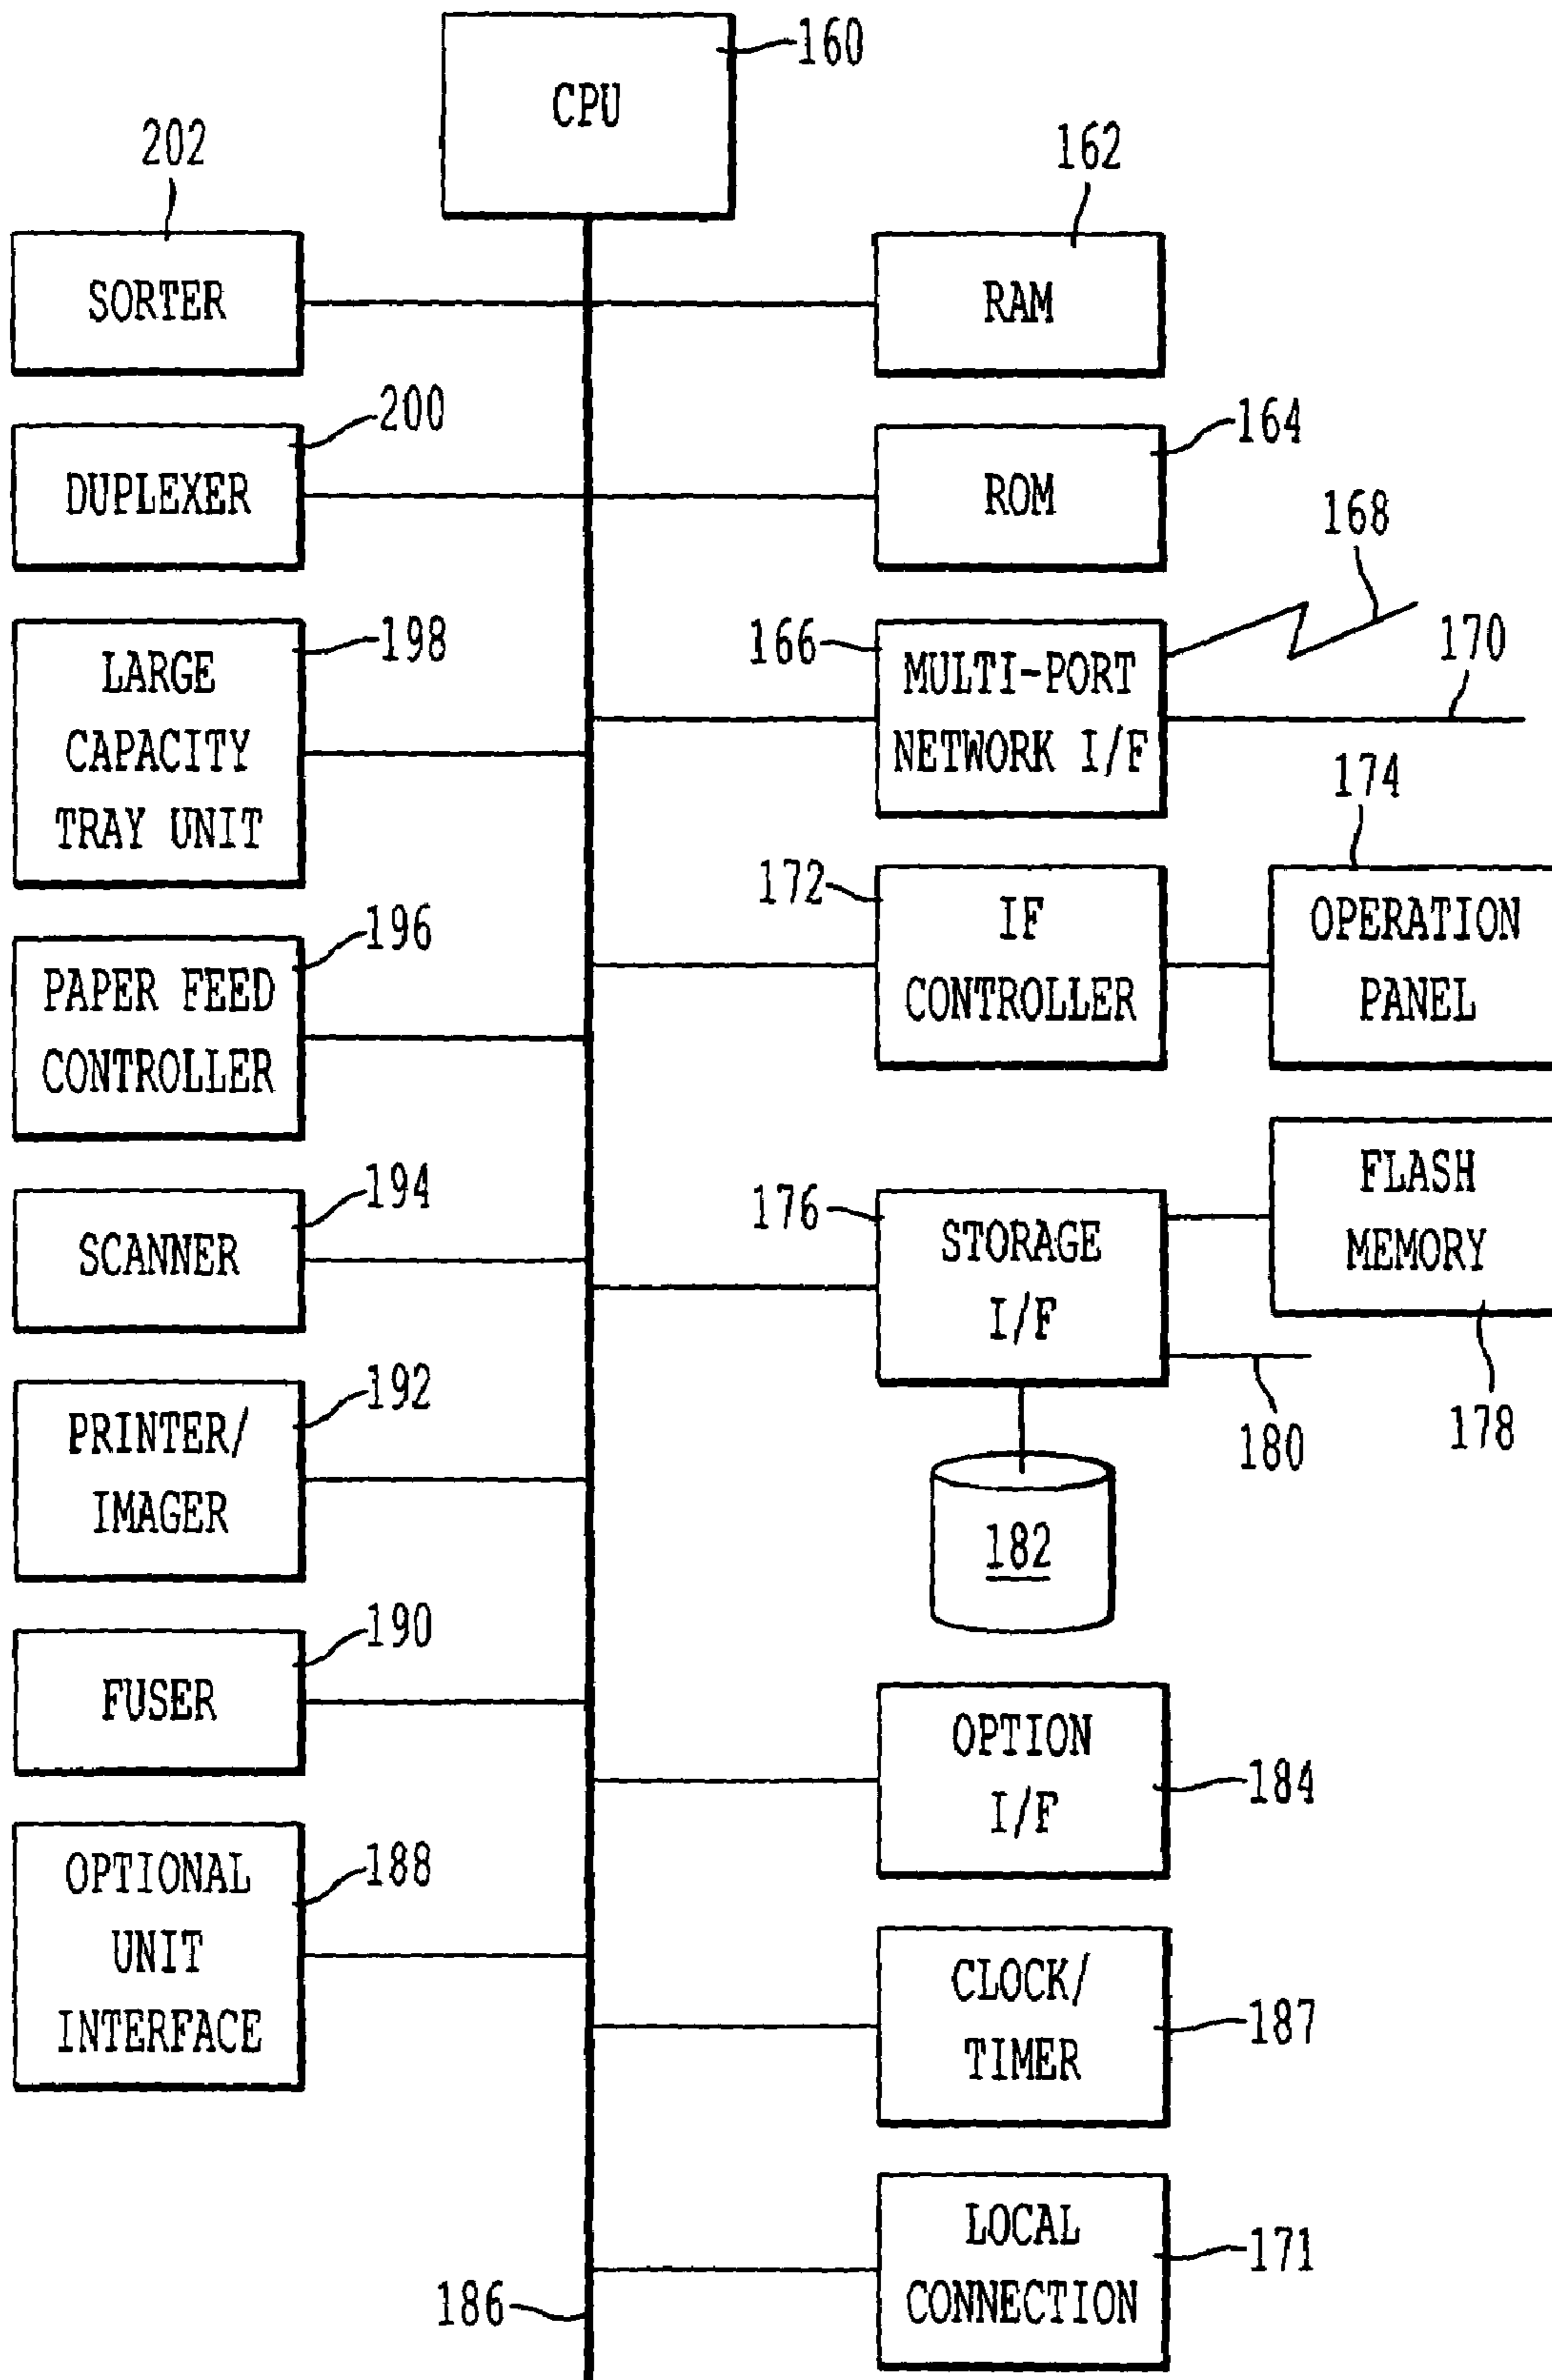 160
CPU
202
162
SORTER
RAM
200
164
DUPLEXER
ROM
168
198
166
170
LARGE
CAPACITY
TRAY UNIT
MULTI-PORT
NETWORK I/F
174
172
196
IF
CONTROLLER
OPERATION
PANEL
PAPER FEED
CONTROLLER
194
176
FLASH
MEMORY
SCANNER
STORAGE
I/F
192
180
178
PRINTER/
IMAGER
182
190
FUSER
OPTION
I/F
184
188
OPTIONAL
UNIT
INTERFACE
CLOCK/
TIMER
187
LOCAL
CONNECTION
171
186